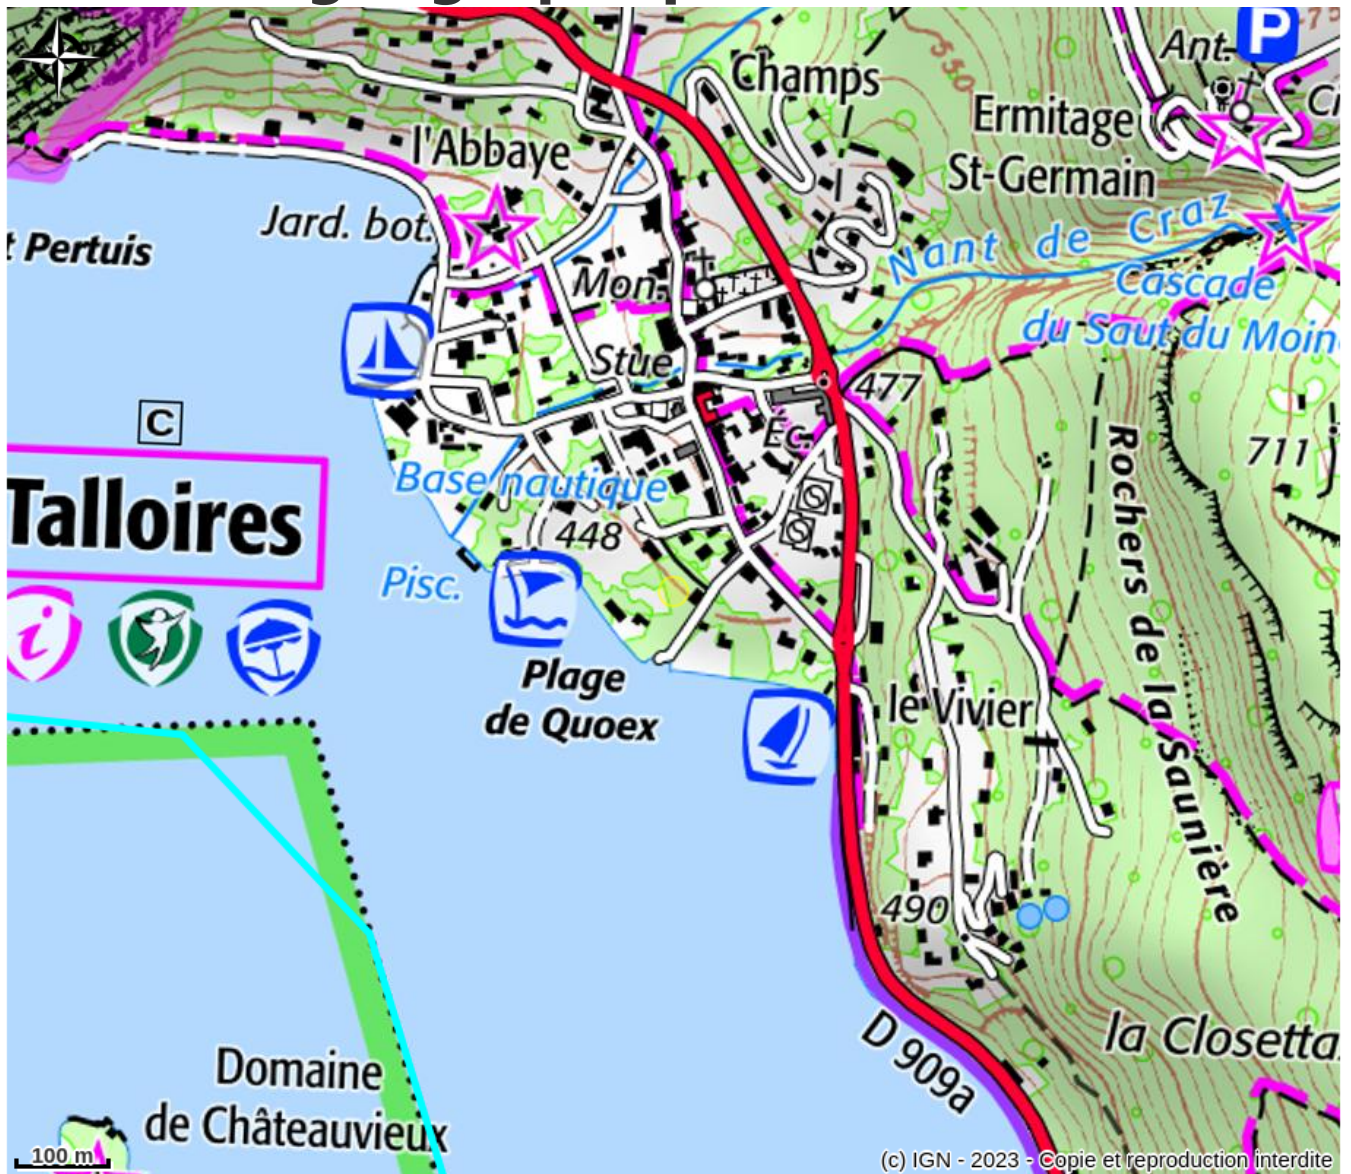 Champs
Ant.
P
Ermitage
St-Germain
l'Abbaye
Jard. bot.
t Pertuis
Nant de Craz
Cascade
du Saut du Moin
Mon.
Stue
477
C
Éc.
711
Talloires
Base nautique
448
Pisc.
i
Plage
de Quoex
le Vivier
Rochers de la Saunière
490
D 909a
la Closetta
Domaine
de Châteauvieux
100 m
(c) IGN - 2023 - Copie et reproduction interdite